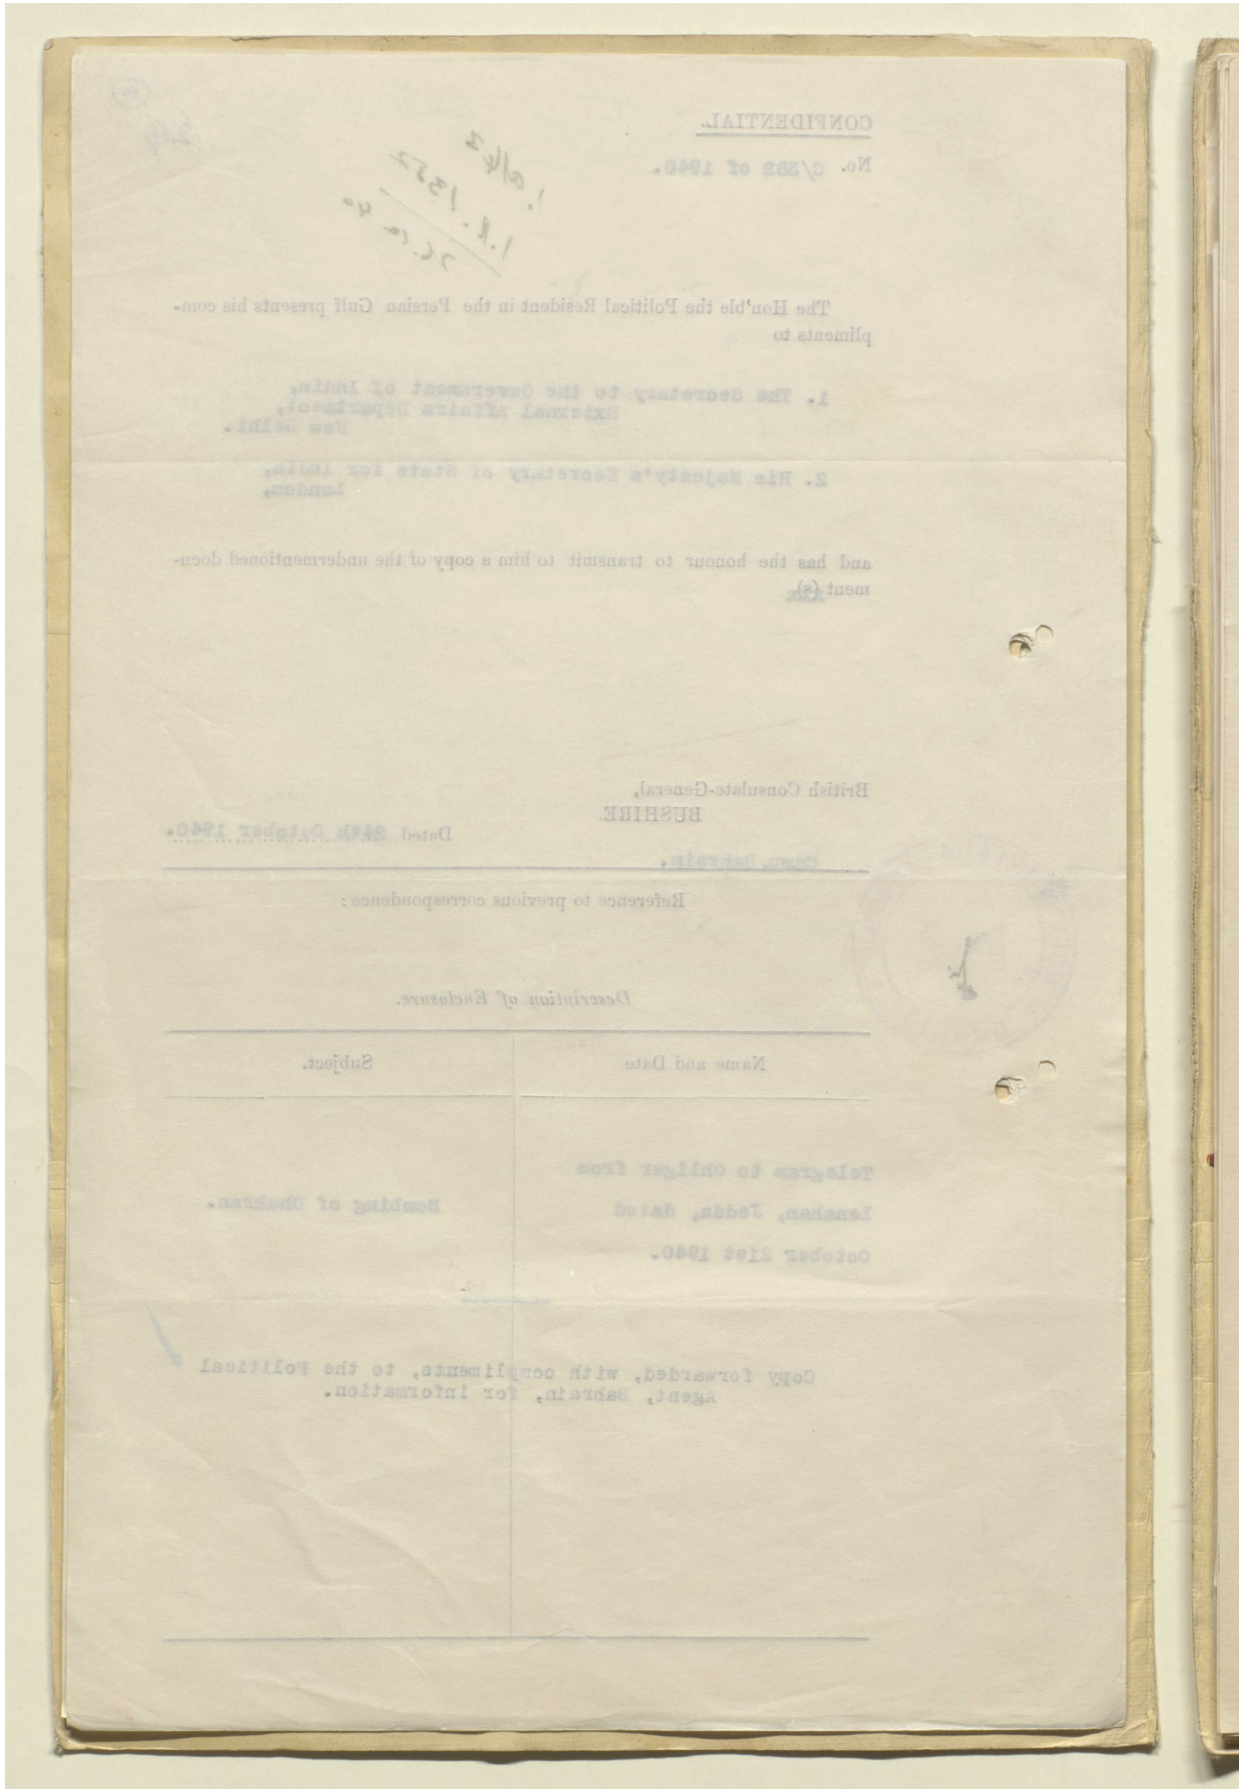 CONFIDENTIAL.
No. C/382 of 1940.
The Hon'ble the Political Resident in the Persian Gulf presents his com-
pliments to
1. The Secretary to the Government of India,
External Affairs Department,
New Delhi.
2. His Majesty's Secretary of State for India,
London,
and has the honour to transmit to him a copy of the undermentioned docu-
ment (s).
British Consulate-General,
BUSHIRE.
Dated 24th October 1940.
Camp, Bahrain.
Reference to previous correspondence:
Description of Enclosure.
Name and Date
Subject.
Telegram to Obliger from
Lenahan, Jedda, dated
October 21st 1940.
Bombing of Dhahran.
Copy forwarded, with compliments, to the Political
Agent, Bahrain, for information.